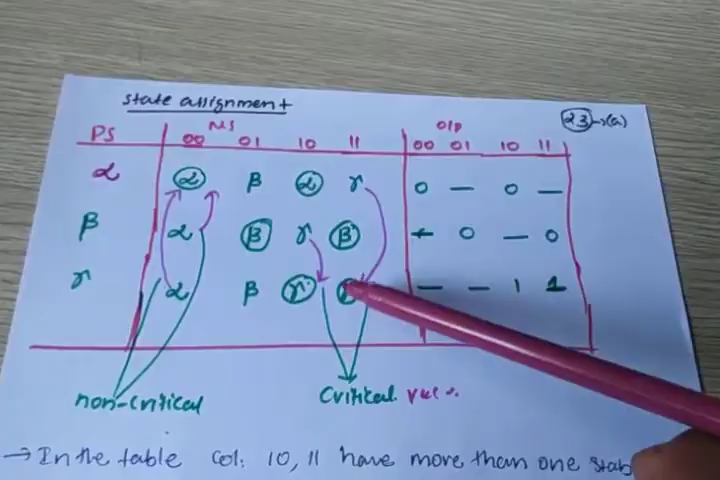 state assignment
23→(a)
PS NS O/P
00 01 10 11 00 01 10 11
α α β α γ 0 — 0 —
β α β γ β — 0 — 0
γ α β γ — — 1 1
non-critical Critical
→ In the table col: 10, 11 have more than one stab